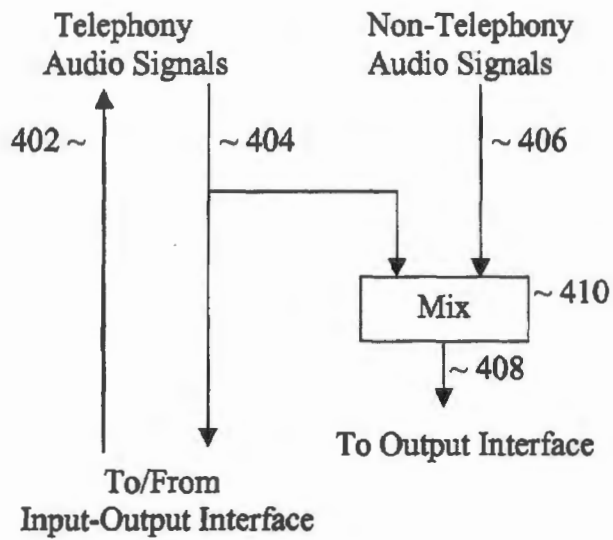 Telephony
Audio Signals
Non-Telephony
Audio Signals
402 ~
~ 404
~ 406
Mix
~ 410
~ 408
To Output Interface
To/From
Input-Output Interface